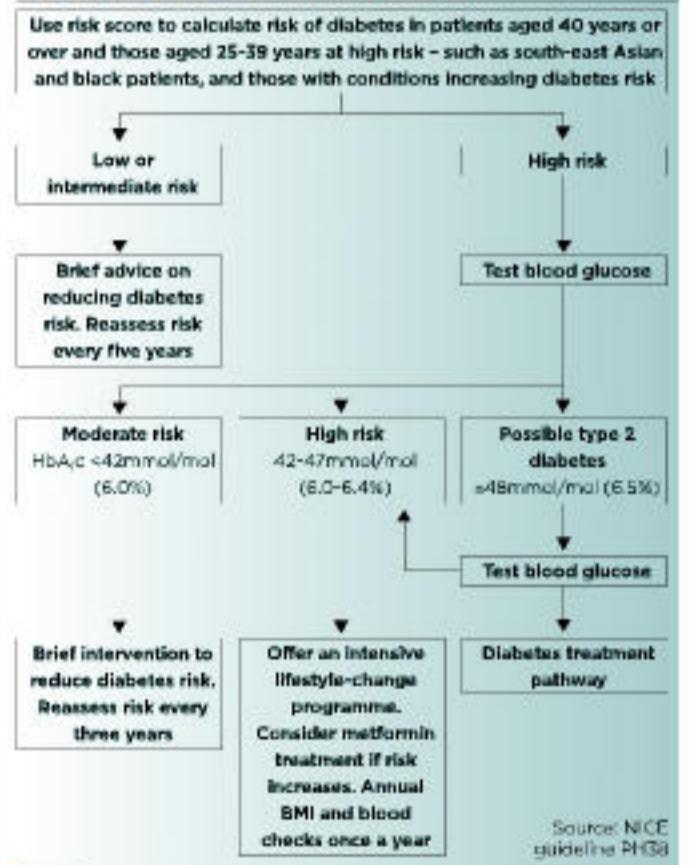 Use risk score to calculate risk of diabetes in patients aged 40 years or
over and those aged 25-39 years at high risk – such as south-east Asian
and black patients, and those with conditions increasing diabetes risk
Low or
intermediate risk
High risk
Brief advice on
reducing diabetes
risk. Reassess risk
every five years
Test blood glucose
Moderate risk
HbA₁c <42mmol/mol
(6.0%)
High risk
42-47mmol/mol
(6.0-6.4%)
Possible type 2
diabetes
≥48mmol/mol (6.5%)
Test blood glucose
Brief intervention to
reduce diabetes risk.
Reassess risk every
three years
Offer an intensive
lifestyle-change
programme.
Consider metformin
treatment if risk
increases. Annual
BMI and blood
checks once a year
Diabetes treatment
pathway
Source: NICE
guideline PH38